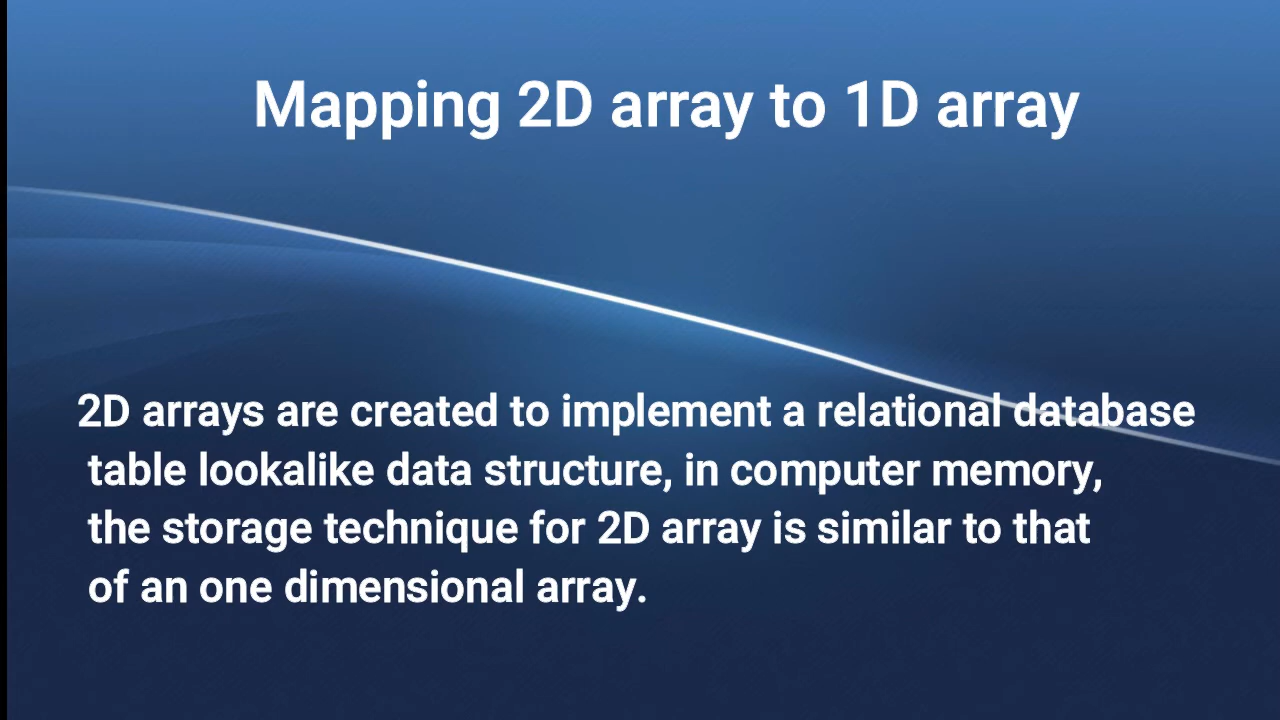 Mapping 2D array to 1D array
2D arrays are created to implement a relational database
table lookalike data structure, in computer memory,
the storage technique for 2D array is similar to that
of an one dimensional array.